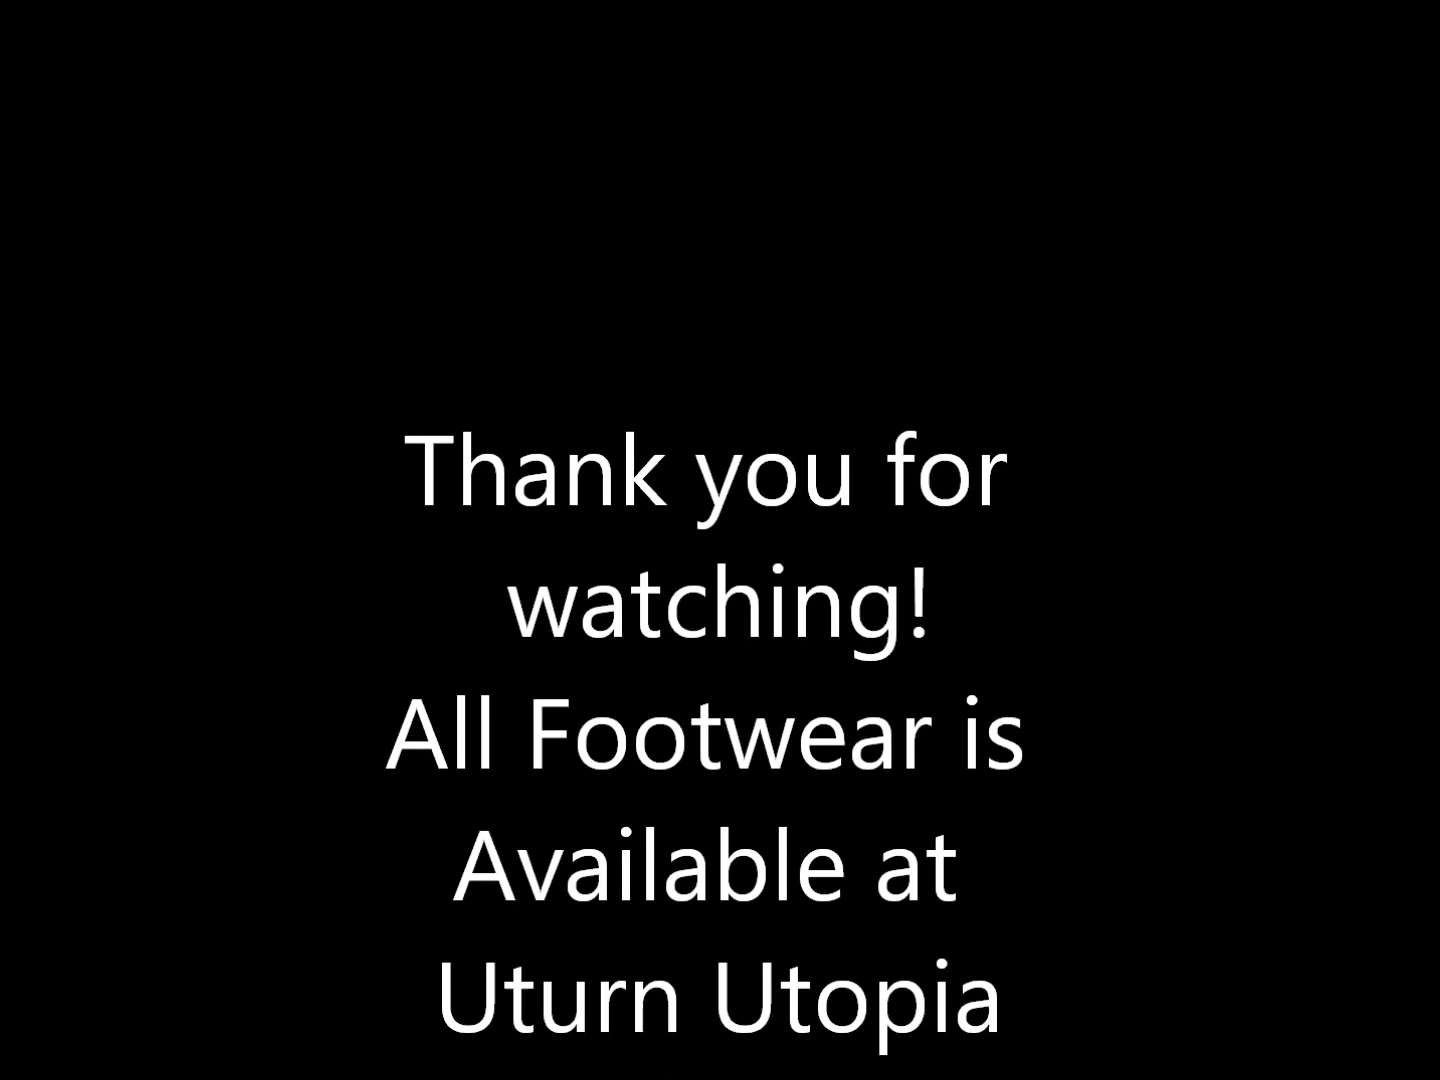 Thank you for
watching!
All Footwear is
Available at
Uturn Utopia